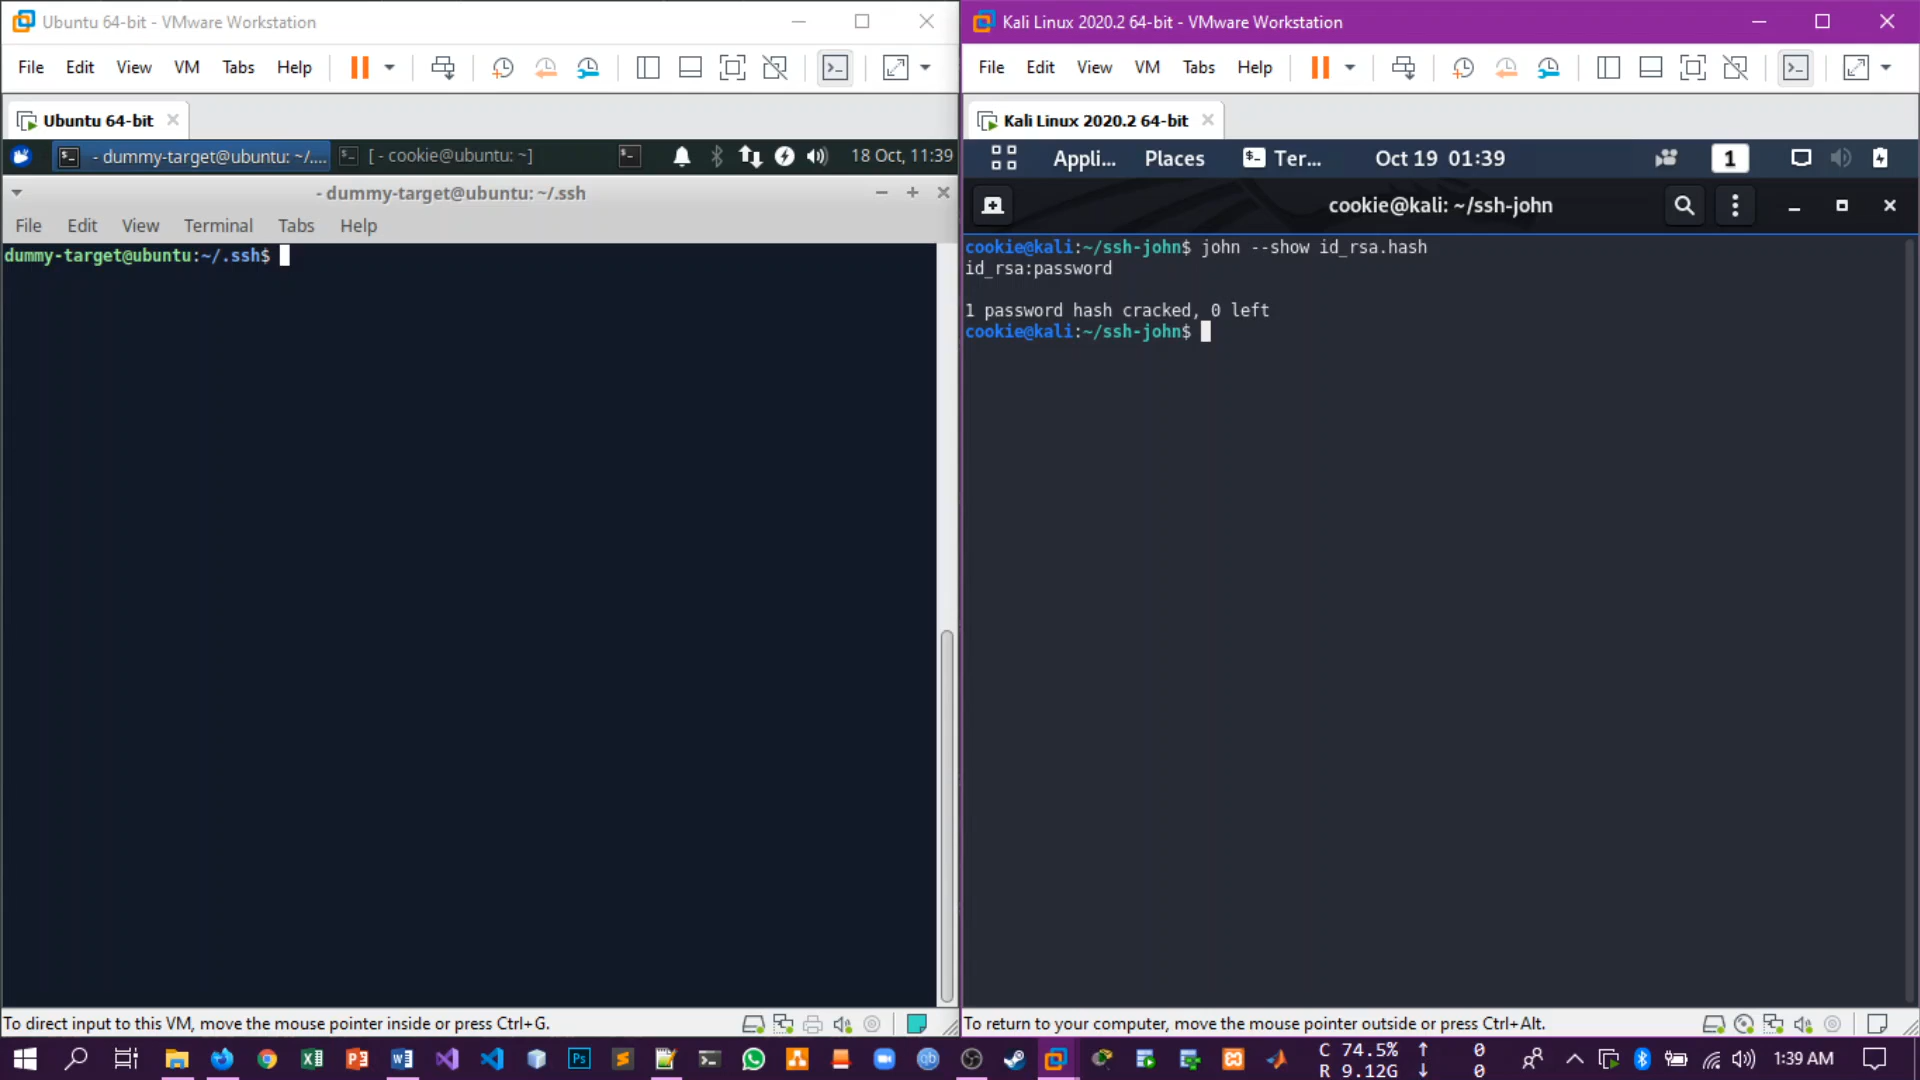 Ubuntu 64-bit - VMware Workstation
File Edit View VM Tabs Help
Ubuntu 64-bit
- dummy-target@ubuntu: ~/.... [ - cookie@ubuntu: ~] 18 Oct, 11:39
- dummy-target@ubuntu: ~/.ssh
File Edit View Terminal Tabs Help
dummy-target@ubuntu:~/.ssh$
To direct input to this VM, move the mouse pointer inside or press Ctrl+G.
Kali Linux 2020.2 64-bit - VMware Workstation
File Edit View VM Tabs Help
Kali Linux 2020.2 64-bit
Appli... Places Ter... Oct 19 01:39 1
cookie@kali: ~/ssh-john
cookie@kali:~/ssh-john$ john --show id_rsa.hash
id_rsa:password
1 password hash cracked, 0 left
cookie@kali:~/ssh-john$
To return to your computer, move the mouse pointer outside or press Ctrl+Alt.
Ps qb
C 74.5% ↑ 0
R 9.12G ↓ 0
1:39 AM